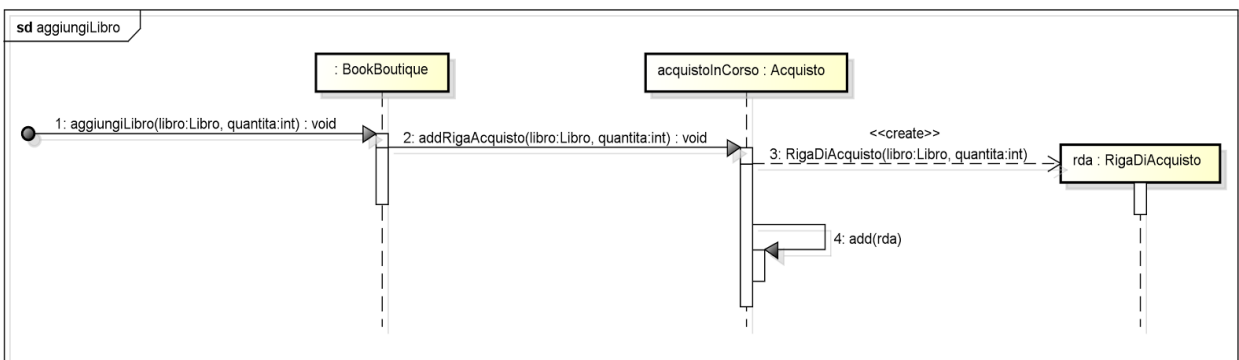 sd aggiungiLibro
: BookBoutique
acquistoInCorso : Acquisto
1: aggiungiLibro(libro:Libro, quantita:int) : void
2: addRigaAcquisto(libro:Libro, quantita:int) : void
<<create>>
3: RigaDiAcquisto(libro:Libro, quantita:int)
rda : RigaDiAcquisto
4: add(rda)